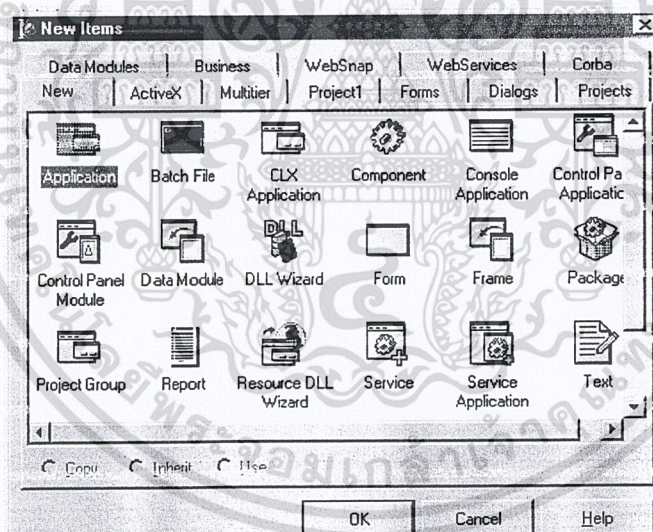 New Items
Data Modules Business WebSnap WebServices Corba
New ActiveX Multitier Project1 Forms Dialogs Projects
Application Batch File CLX Application Component Console Application Control Pa Applicatic
Control Panel Module Data Module DLL Wizard Form Frame Package
Project Group Report Resource DLL Wizard Service Service Application Text
Copy Inherit Use
OK Cancel Help